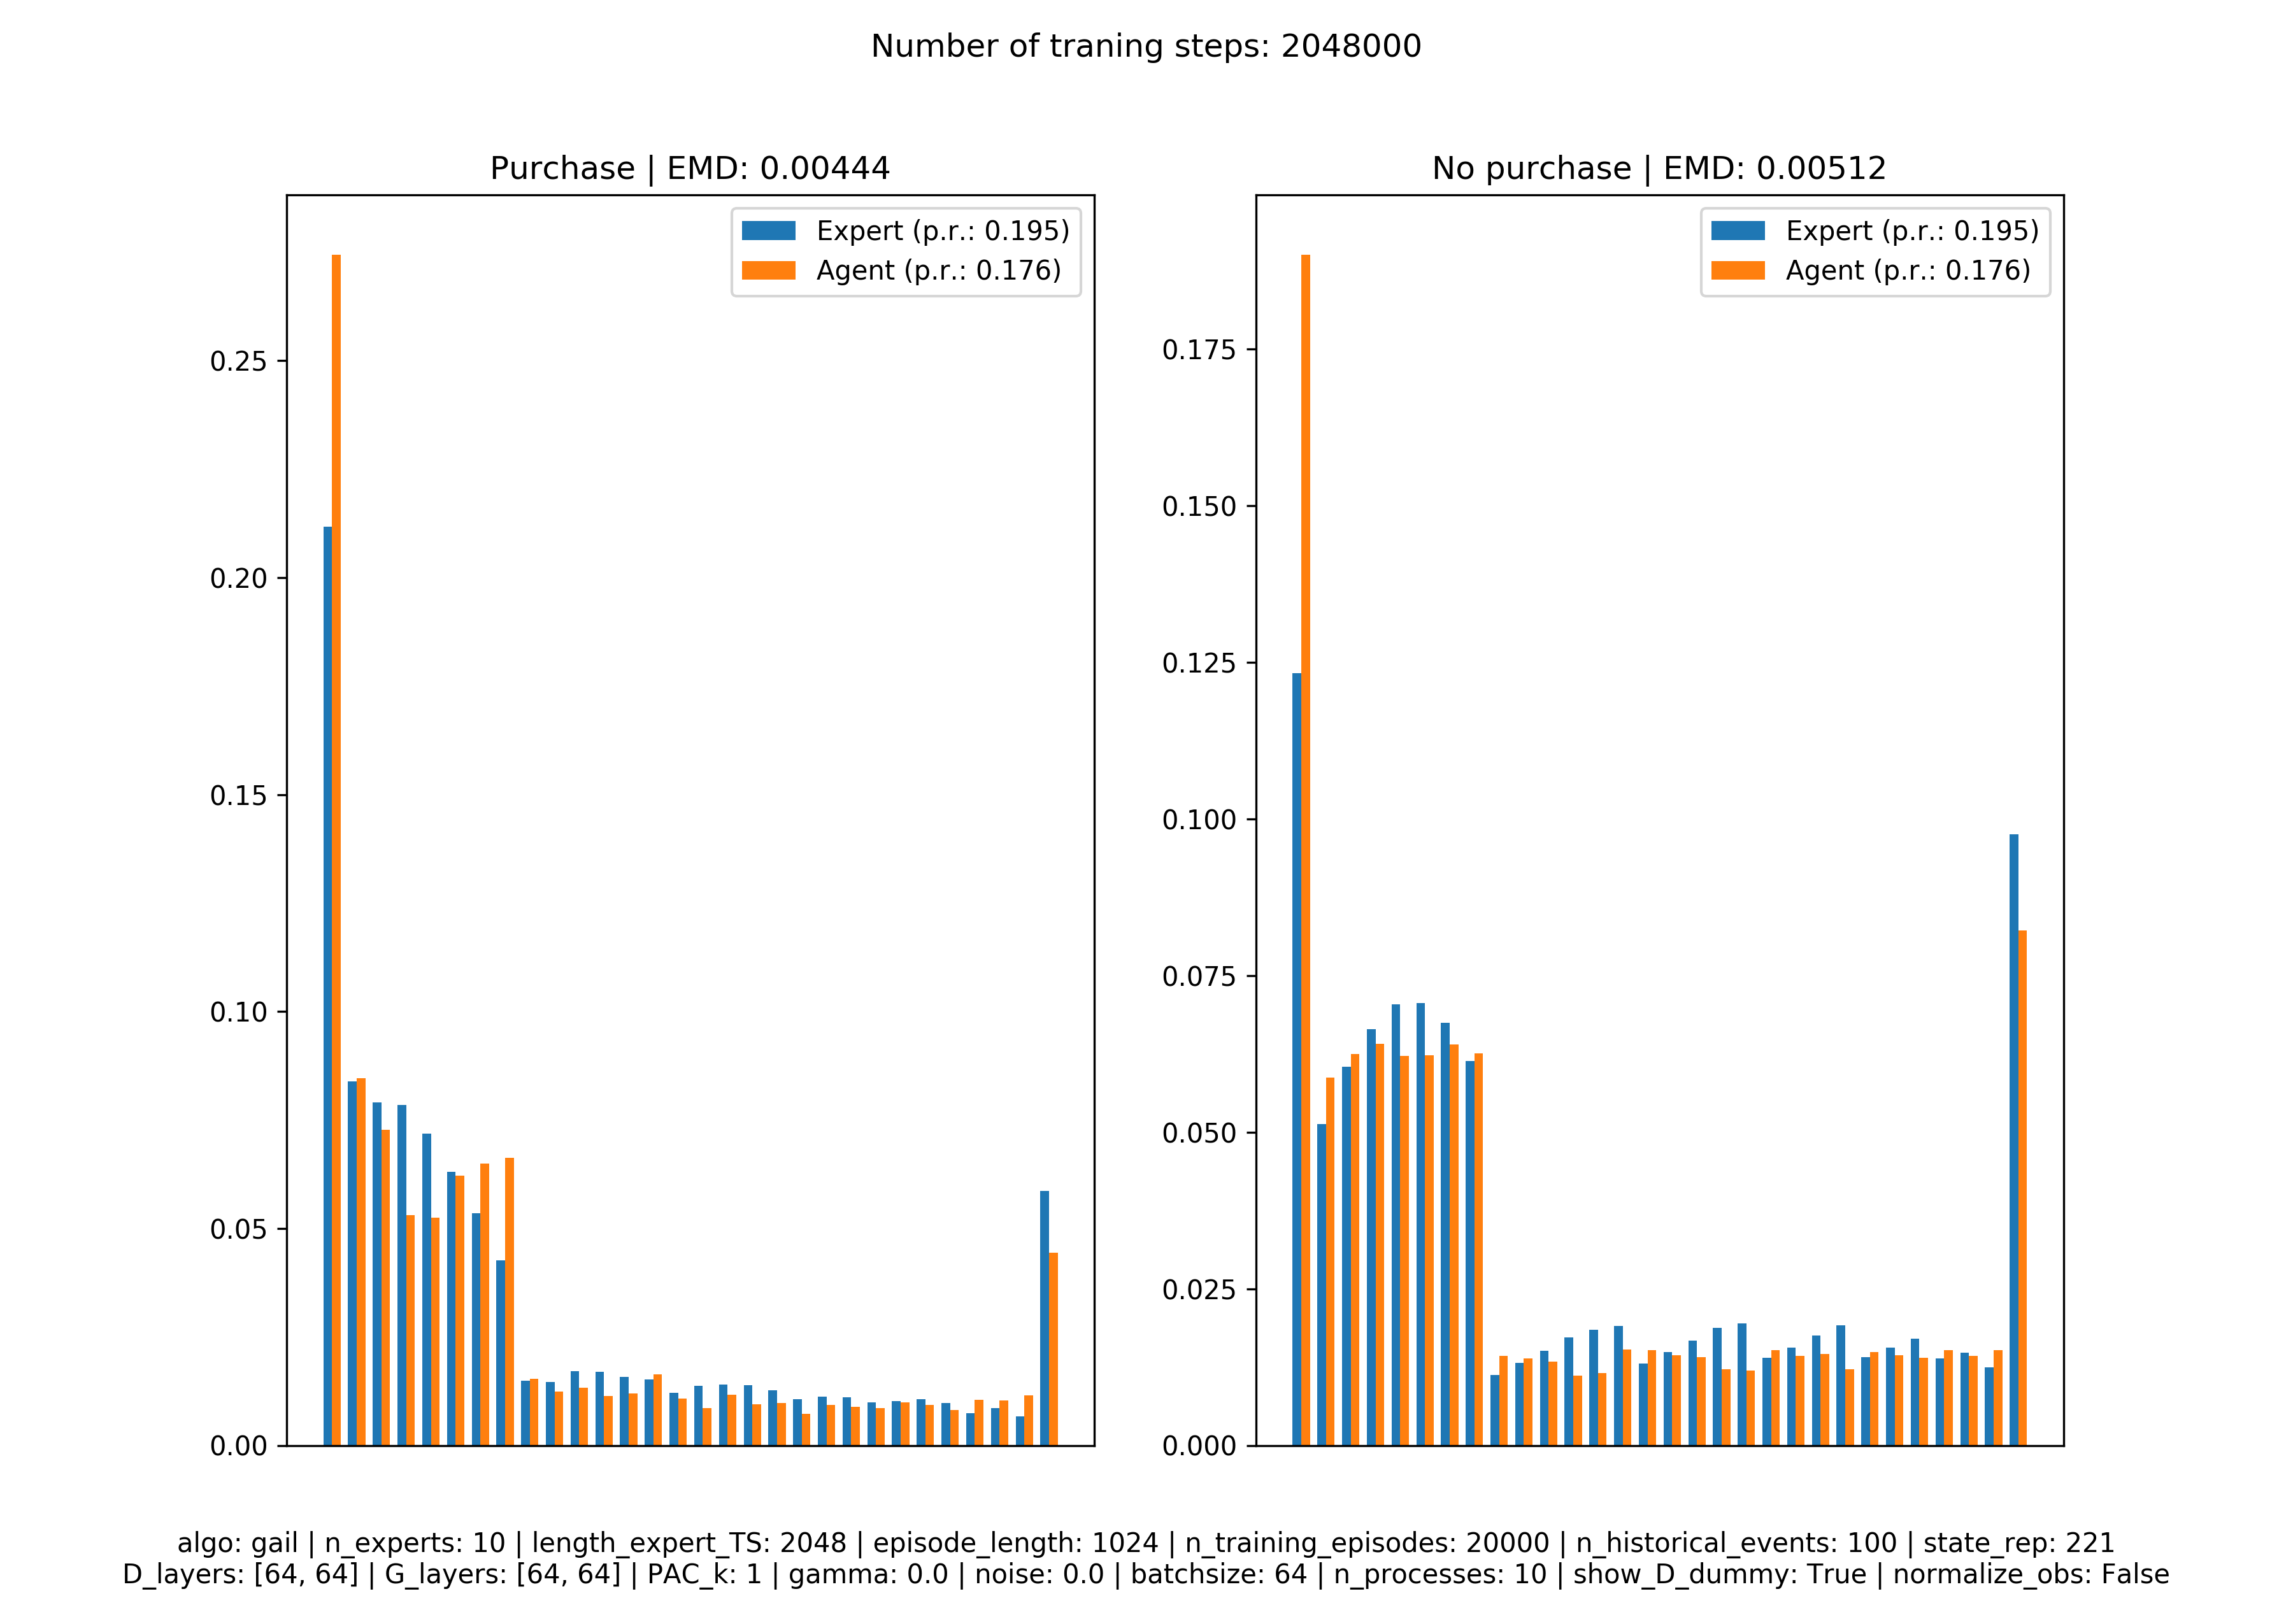 Number of traning steps: 2048000
Purchase | EMD: 0.00444
Expert (p.r.: 0.195)
Agent (p.r.: 0.176)
0.25
0.20
0.15
0.10
0.05
0.00
No purchase | EMD: 0.00512
Expert (p.r.: 0.195)
Agent (p.r.: 0.176)
0.175
0.150
0.125
0.100
0.075
0.050
0.025
0.000
algo: gail | n_experts: 10 | length_expert_TS: 2048 | episode_length: 1024 | n_training_episodes: 20000 | n_historical_events: 100 | state_rep: 221
D_layers: [64, 64] | G_layers: [64, 64] | PAC_k: 1 | gamma: 0.0 | noise: 0.0 | batchsize: 64 | n_processes: 10 | show_D_dummy: True | normalize_obs: False